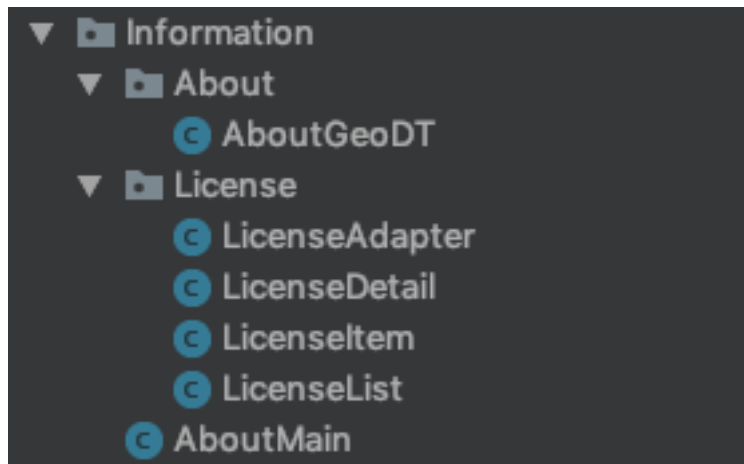 Information
About
C AboutGeoDT
License
C LicenseAdapter
C LicenseDetail
C LicenseItem
C LicenseList
C AboutMain